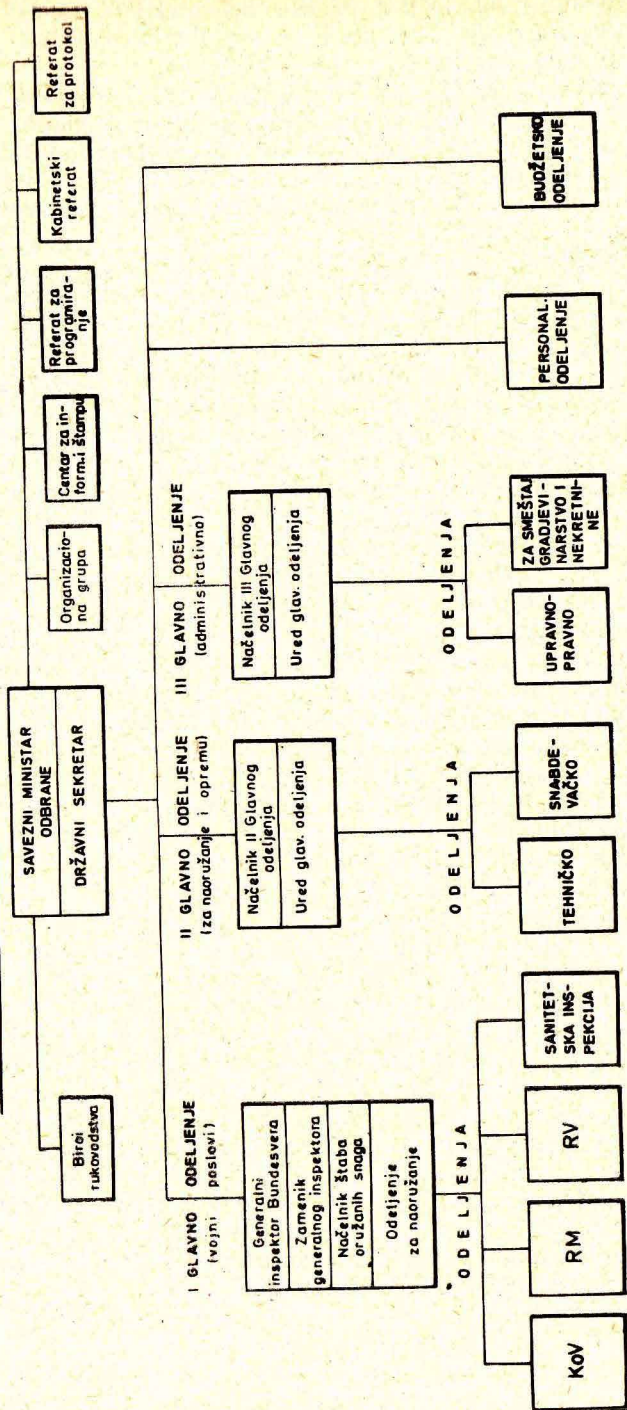 SAVEZNI MINISTAR
ODBRANE
DRŽAVNI SEKRETAR
Biroi
rukovodstva
Organizacio-
na grupa
Centar za in-
form.i štampu
Referat za
programira-
nje
Kabinetski
referat
Referat
za protokol
I GLAVNO ODELJENJE
(vojni poslovi)
Generalni
inspektor Bundesvera
Zamenik
generalnog inspektora
Načelnik Štaba
oružanih snaga
Odeljenje
za naoružanje
ODELJENJA
KoV
RM
RV
SANITET-
SKA INS-
PEKCIJA
II GLAVNO ODELJENJE
(za naoružanje i opremu)
Načelnik II Glavnog
odeljenja
Ured glav. odeljenja
ODELJENJA
TEHNIČKO
SNABDE-
VAČKO
III GLAVNO ODELJENJE
(administrativno)
Načelnik III Glavnog
odeljenja
Ured glav. odeljenja
ODELJENJA
UPRAVNO-
PRAVNO
ZA SMEŠTAJ
GRADJEVI-
NARSTVO I
NEKRETNI-
NE
PERSONAL.
ODELJENJE
BUDŽETSKO
ODELJENJE